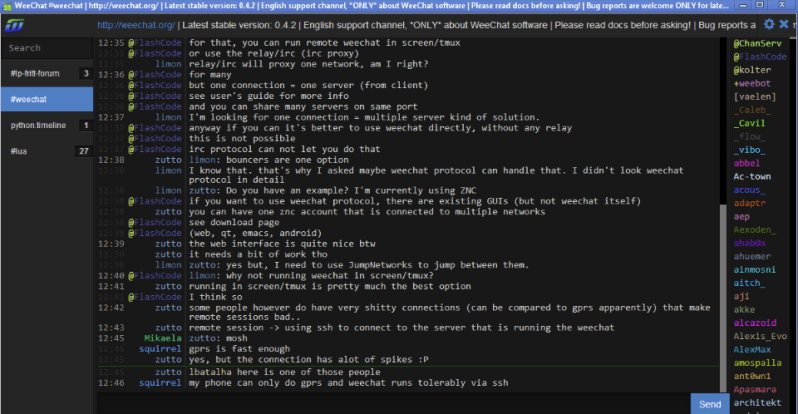 WeeChat #weechat | http://weechat.org/ | Latest stable version: 0.4.2 | English support channel, *ONLY* about WeeChat software | Please read docs before asking! | Bug reports are welcome ONLY for late...
http://weechat.org/ | Latest stable version: 0.4.2 | English support channel, *ONLY* about WeeChat software | Please read docs before asking! | Bug reports a
Search
#lp-fritl-forum 3
#weechat
python.timeline 1
#lua 27
12:35 @FlashCode for that, you can run remote weechat in screen/tmux
@FlashCode or use the relay/irc (irc proxy)
limon relay/irc will proxy one network, am I right?
12:36 @FlashCode for many
@FlashCode but one connection = one server (from client)
@FlashCode see user's guide for more info
@FlashCode and you can share many servers on same port
12:37 limon I'm looking for one connection = multiple server kind of solution.
@FlashCode anyway if you can it's better to use weechat directly, without any relay
@FlashCode this is not possible
@FlashCode irc protocol can not let you do that
12:38 zutto limon: bouncers are one option
limon I know that. that's why I asked maybe weechat protocol can handle that. I didn't look weechat
protocol in detail
limon zutto: Do you have an example? I'm currently using ZNC
@FlashCode if you want to use weechat protocol, there are existing GUIs (but not weechat itself)
zutto you can have one znc account that is connected to multiple networks
@FlashCode see download page
@FlashCode (web, qt, emacs, android)
12:39 zutto the web interface is quite nice btw
zutto it needs a bit of work tho
limon zutto: yes but, I need to use JumpNetworks to jump between them.
12:40 @FlashCode limon: why not running weechat in screen/tmux?
12:41 zutto running in screen/tmux is pretty much the best option
12:41 @FlashCode I think so
12:42 zutto some people however do have very shitty connections (can be compared to gprs apparently) that make
remote sessions bad..
12:43 zutto remote session -> using ssh to connect to the server that is running the weechat
12:45 Mikaela zutto: mosh
squirrel gprs is fast enough
zutto yes, but the connection has alot of spikes :P
zutto lbatalha here is one of those people
12:46 squirrel my phone can only do gprs and weechat runs tolerably via ssh
Send
@ChanServ
@FlashCode
@kolter
+weebot
[vaelen]
_Caleb_
_Cavil
_flow_
_vibo_
abbel
Ac-town
acous_
adaptr
aep
Aexoden_
ahab0s
ahuemer
ainmosni
aitch_
aji
akke
alcazoid
Alexis_Evo
AlexMax
amospalla
ant0wn1
Apasmara
architekt